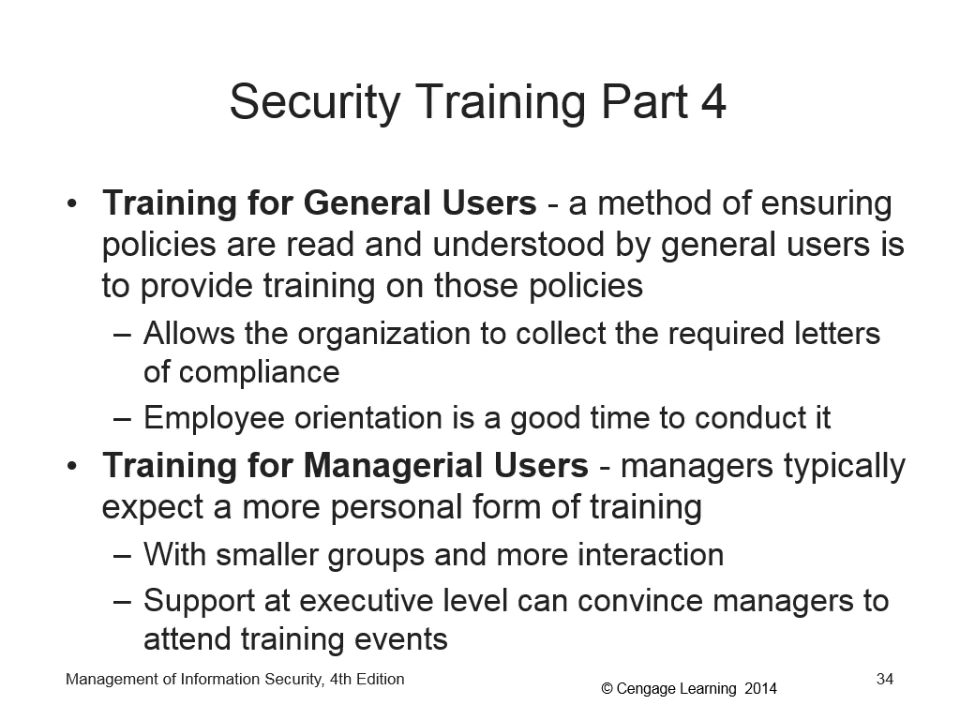 Security Training Part 4
• Training for General Users - a method of ensuring
policies are read and understood by general users is
to provide training on those policies
– Allows the organization to collect the required letters
of compliance
– Employee orientation is a good time to conduct it
• Training for Managerial Users - managers typically
expect a more personal form of training
– With smaller groups and more interaction
– Support at executive level can convince managers to
attend training events
Management of Information Security, 4th Edition
© Cengage Learning 2014
34